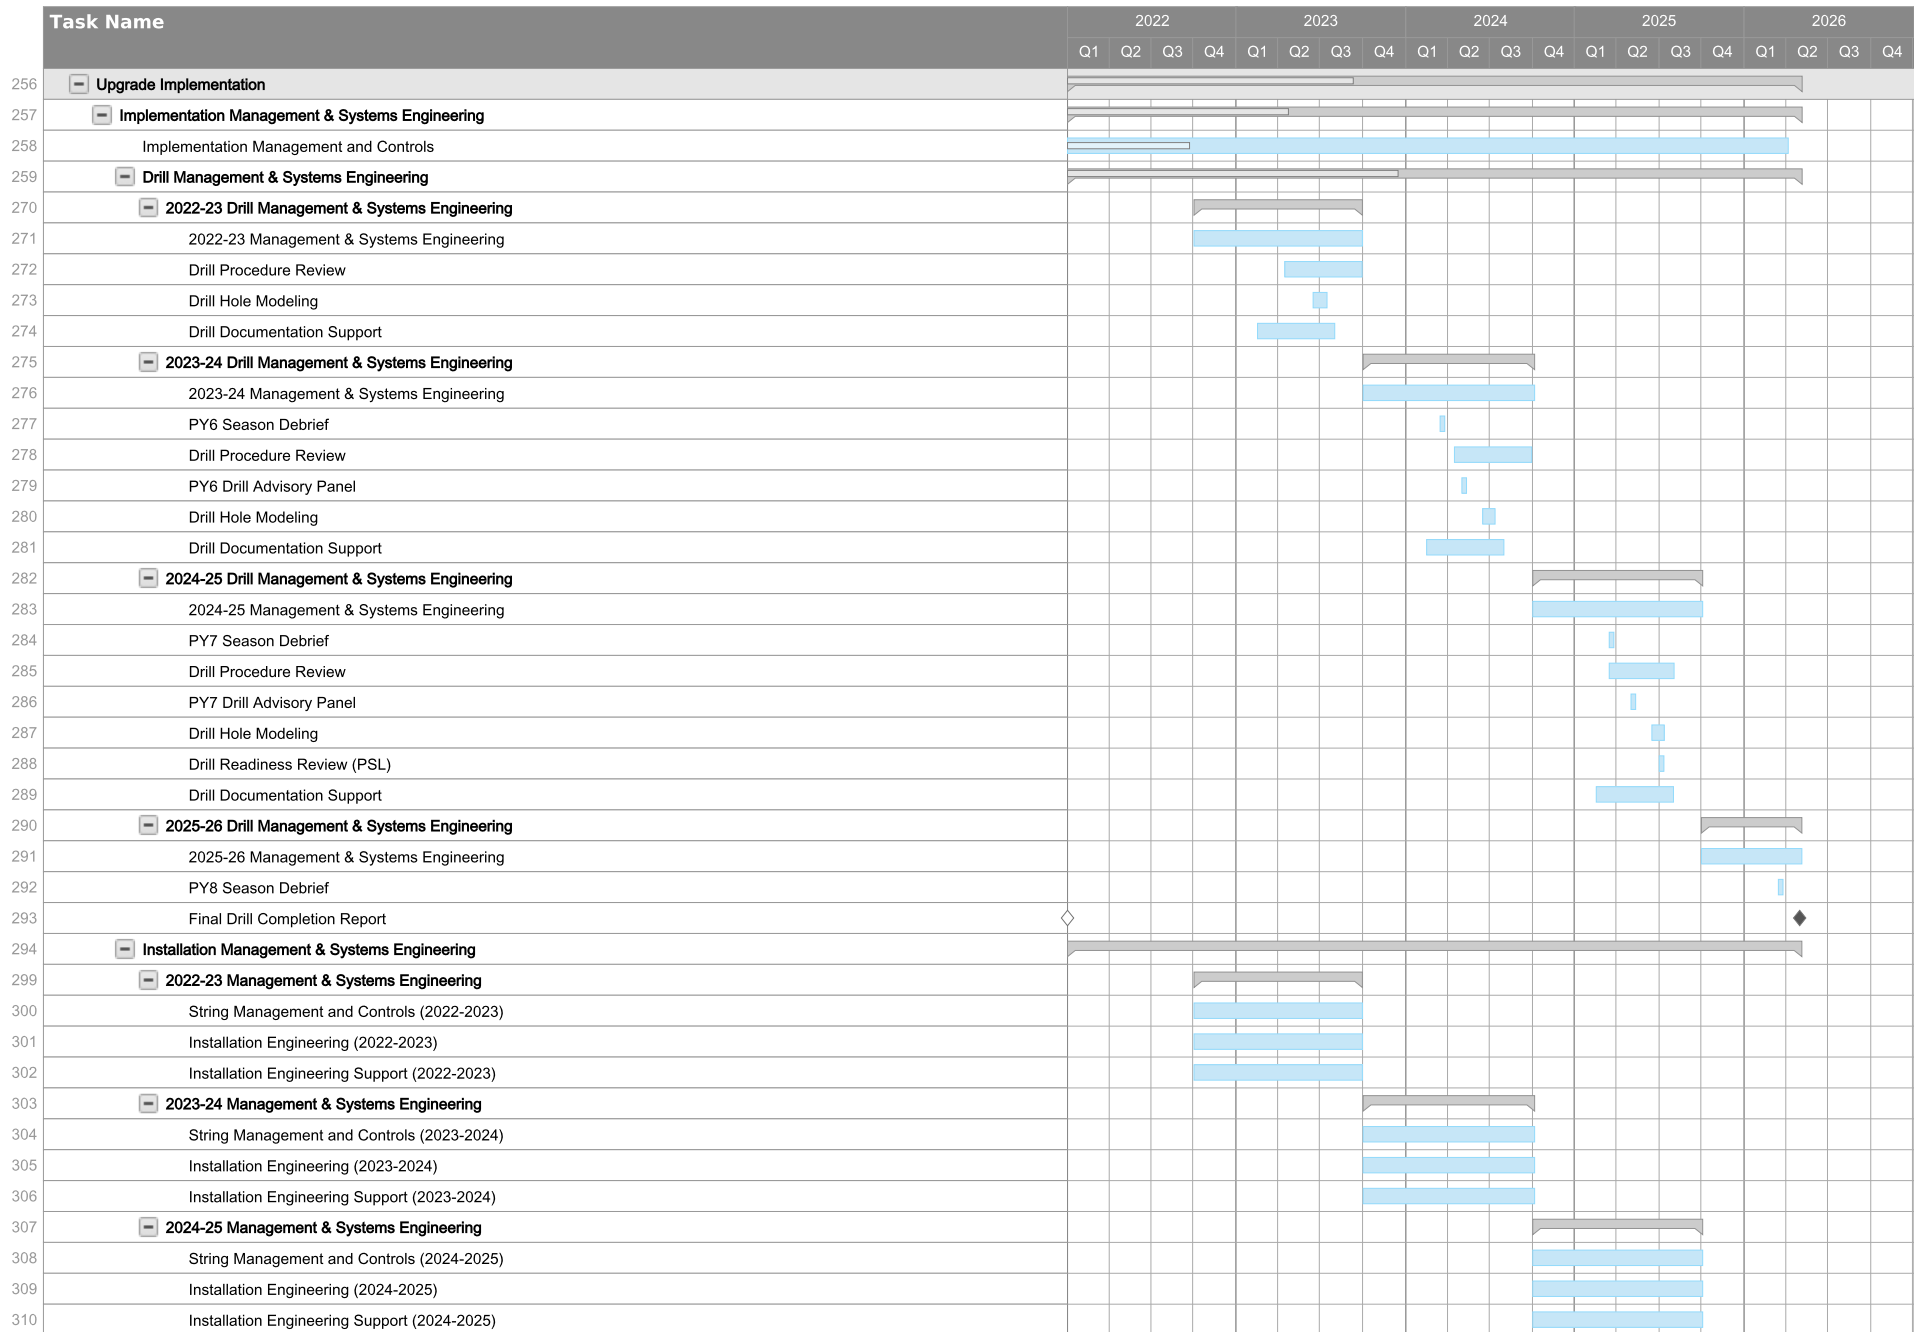 Task Name
2022 2023 2024 2025 2026
Q1 Q2 Q3 Q4 Q1 Q2 Q3 Q4 Q1 Q2 Q3 Q4 Q1 Q2 Q3 Q4 Q1 Q2 Q3 Q4
256 Upgrade Implementation
257 Implementation Management & Systems Engineering
258 Implementation Management and Controls
259 Drill Management & Systems Engineering
270 2022-23 Drill Management & Systems Engineering
271 2022-23 Management & Systems Engineering
272 Drill Procedure Review
273 Drill Hole Modeling
274 Drill Documentation Support
275 2023-24 Drill Management & Systems Engineering
276 2023-24 Management & Systems Engineering
277 PY6 Season Debrief
278 Drill Procedure Review
279 PY6 Drill Advisory Panel
280 Drill Hole Modeling
281 Drill Documentation Support
282 2024-25 Drill Management & Systems Engineering
283 2024-25 Management & Systems Engineering
284 PY7 Season Debrief
285 Drill Procedure Review
286 PY7 Drill Advisory Panel
287 Drill Hole Modeling
288 Drill Readiness Review (PSL)
289 Drill Documentation Support
290 2025-26 Drill Management & Systems Engineering
291 2025-26 Management & Systems Engineering
292 PY8 Season Debrief
293 Final Drill Completion Report
294 Installation Management & Systems Engineering
299 2022-23 Management & Systems Engineering
300 String Management and Controls (2022-2023)
301 Installation Engineering (2022-2023)
302 Installation Engineering Support (2022-2023)
303 2023-24 Management & Systems Engineering
304 String Management and Controls (2023-2024)
305 Installation Engineering (2023-2024)
306 Installation Engineering Support (2023-2024)
307 2024-25 Management & Systems Engineering
308 String Management and Controls (2024-2025)
309 Installation Engineering (2024-2025)
310 Installation Engineering Support (2024-2025)